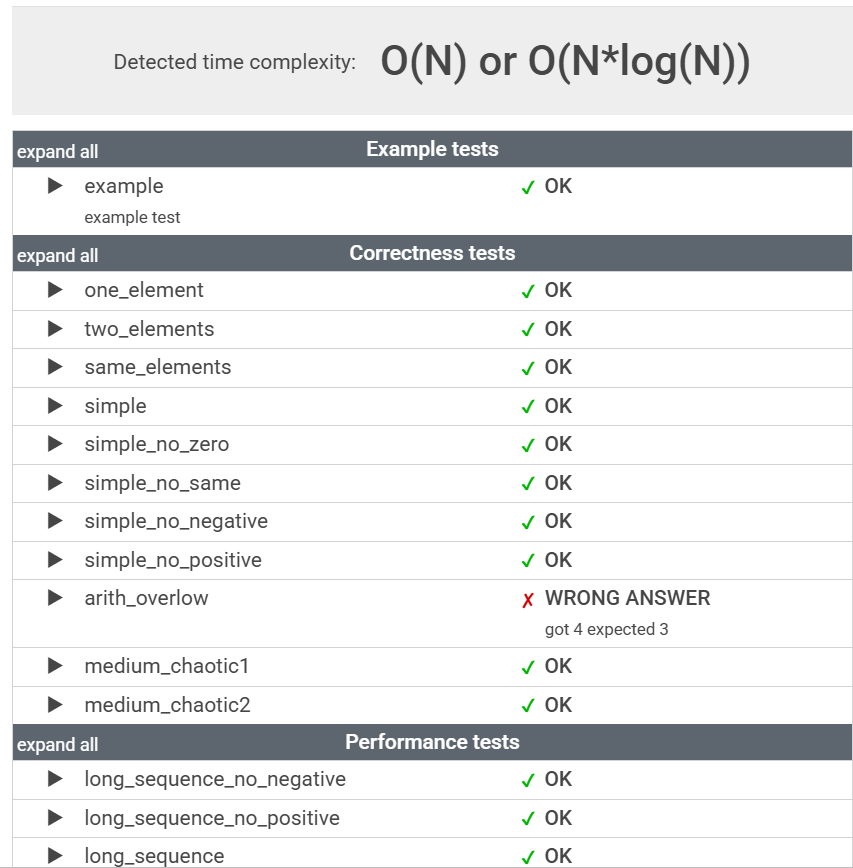 Detected time complexity: O(N) or O(N*log(N))
expand all Example tests
▶ example ✓ OK
example test
expand all Correctness tests
▶ one_element ✓ OK
▶ two_elements ✓ OK
▶ same_elements ✓ OK
▶ simple ✓ OK
▶ simple_no_zero ✓ OK
▶ simple_no_same ✓ OK
▶ simple_no_negative ✓ OK
▶ simple_no_positive ✓ OK
▶ arith_overlow ✗ WRONG ANSWER
got 4 expected 3
▶ medium_chaotic1 ✓ OK
▶ medium_chaotic2 ✓ OK
expand all Performance tests
▶ long_sequence_no_negative ✓ OK
▶ long_sequence_no_positive ✓ OK
▶ long_sequence ✓ OK